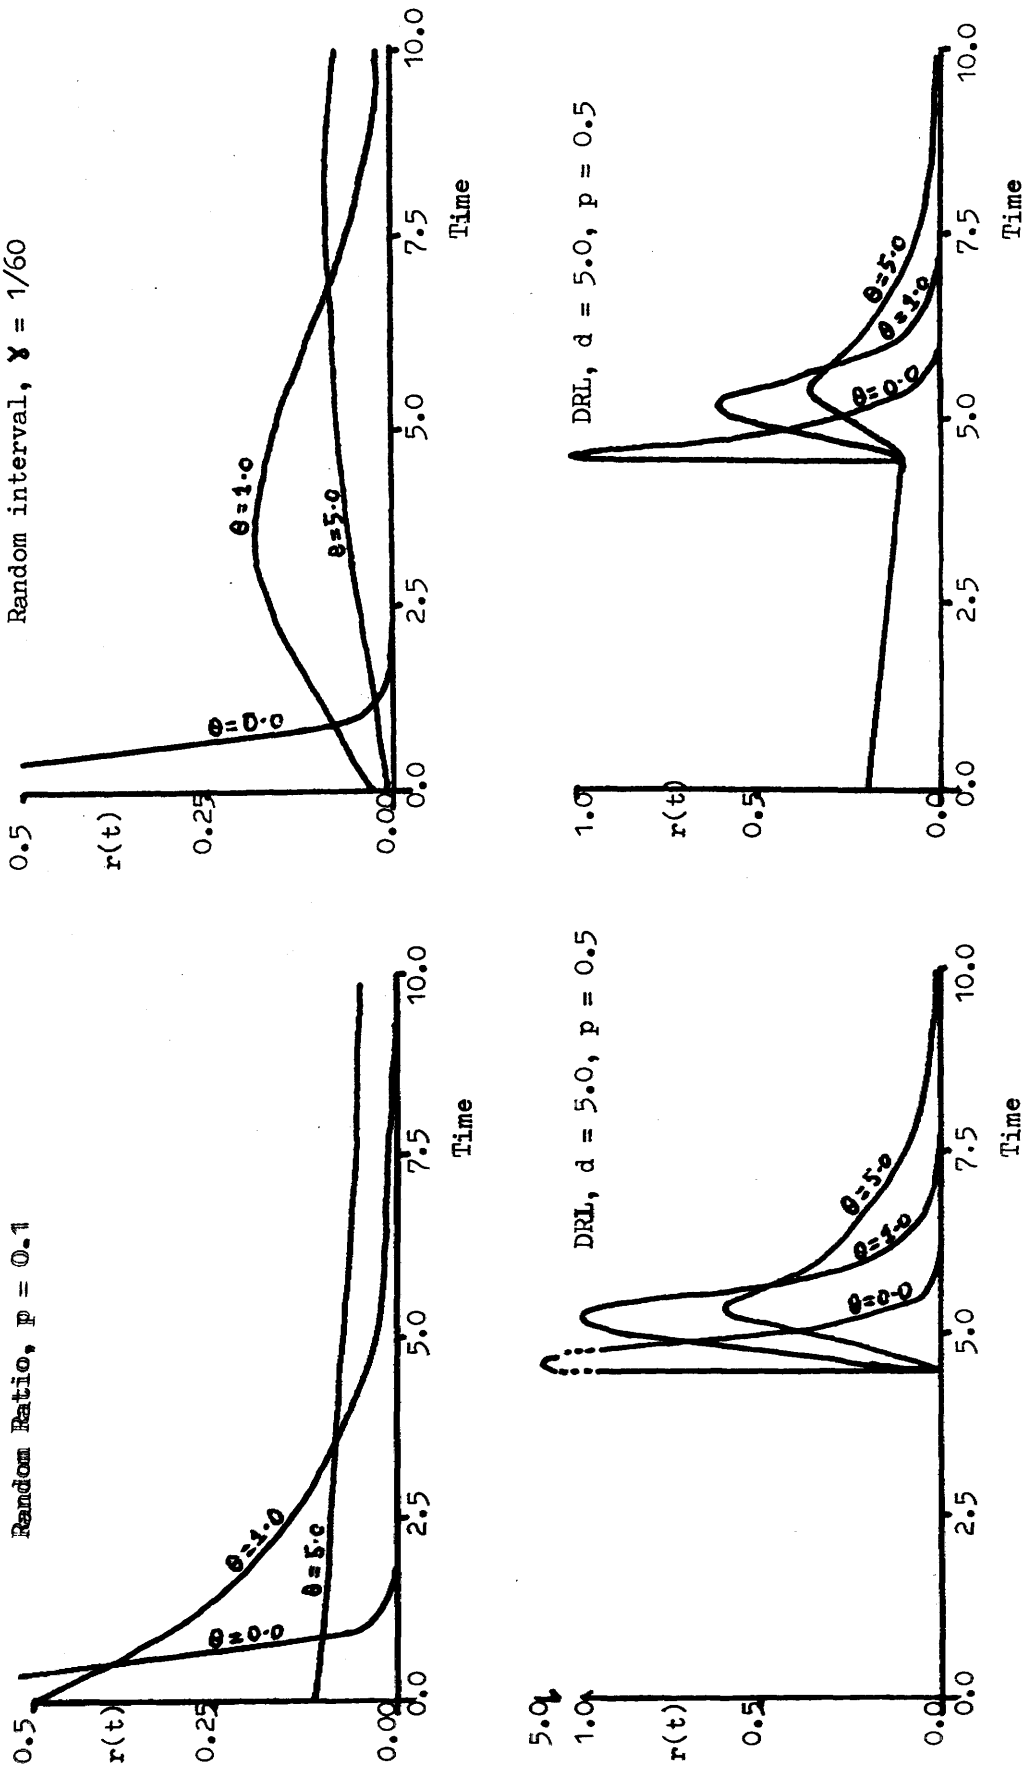 Random Ratio, p = 0.1
0.5
r(t)
0.25
0.00
0.0
2.5
5.0
7.5
10.0
Time
θ=0·0
θ=1·0
θ=5·0
Random interval, ɣ = 1/60
0.5
r(t)
0.25
0.00
0.0
2.5
5.0
7.5
10.0
Time
θ=0·0
θ=1·0
θ=5·0
DRL, d = 5.0, p = 0.5
5.0
1.0
r(t)
0.5
0.0
0.0
2.5
5.0
7.5
10.0
Time
θ=0·0
θ=1·0
θ=5·0
DRL, d = 5.0, p = 0.5
1.0
r(t)
0.5
0.0
0.0
2.5
5.0
7.5
10.0
Time
θ=0·0
θ=1·0
θ=5·0